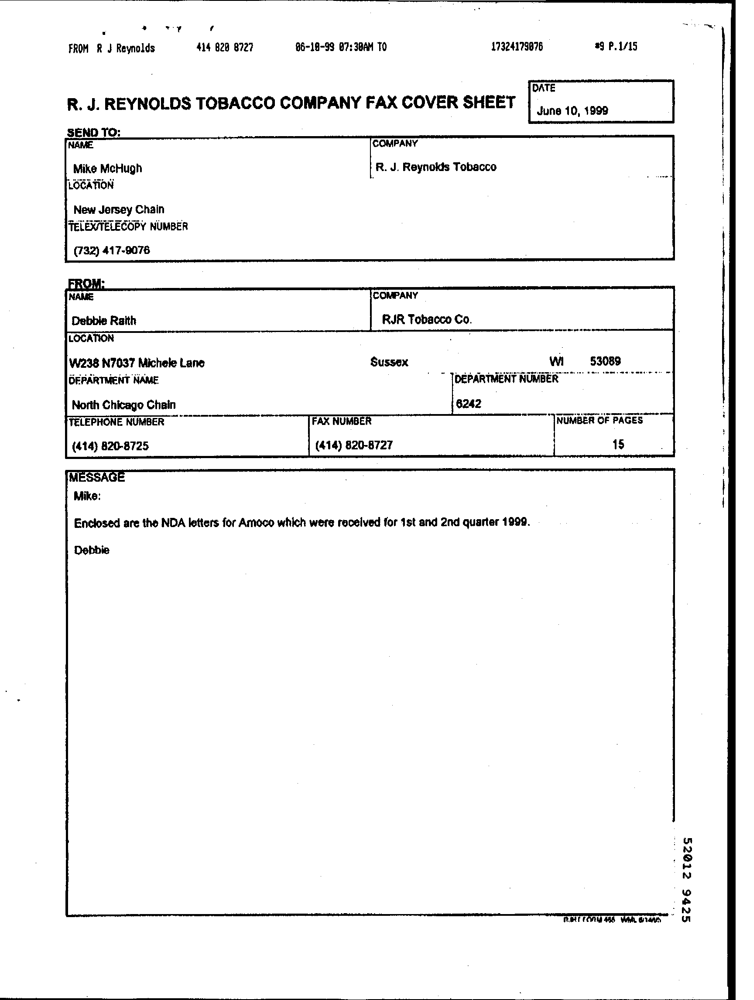 FROM R J Reynolds 414 820 8727 06-10-99 07:30AM TO 17324179076 #9 P.1/15
DATE
R. J. REYNOLDS TOBACCO COMPANY FAX COVER SHEET
June 10, 1999
SEND TO:
NAME COMPANY
Mike McHugh R. J. Reynolds Tobacco
LOCATION
New Jersey Chain
TELEX/TELECOPY NUMBER
(732) 417-9076
FROM:
NAME COMPANY
Debbie Raith RJR Tobacco Co.
LOCATION
W238 N7037 Michele Lane Sussex WI 53089
DEPARTMENT NAME DEPARTMENT NUMBER
North Chicago Chain 6242
TELEPHONE NUMBER FAX NUMBER NUMBER OF PAGES
(414) 820-8725 (414) 820-8727 15
MESSAGE
Mike:
Enclosed are the NDA letters for Amoco which were received for 1st and 2nd quarter 1999.
Debbie
52012 9425